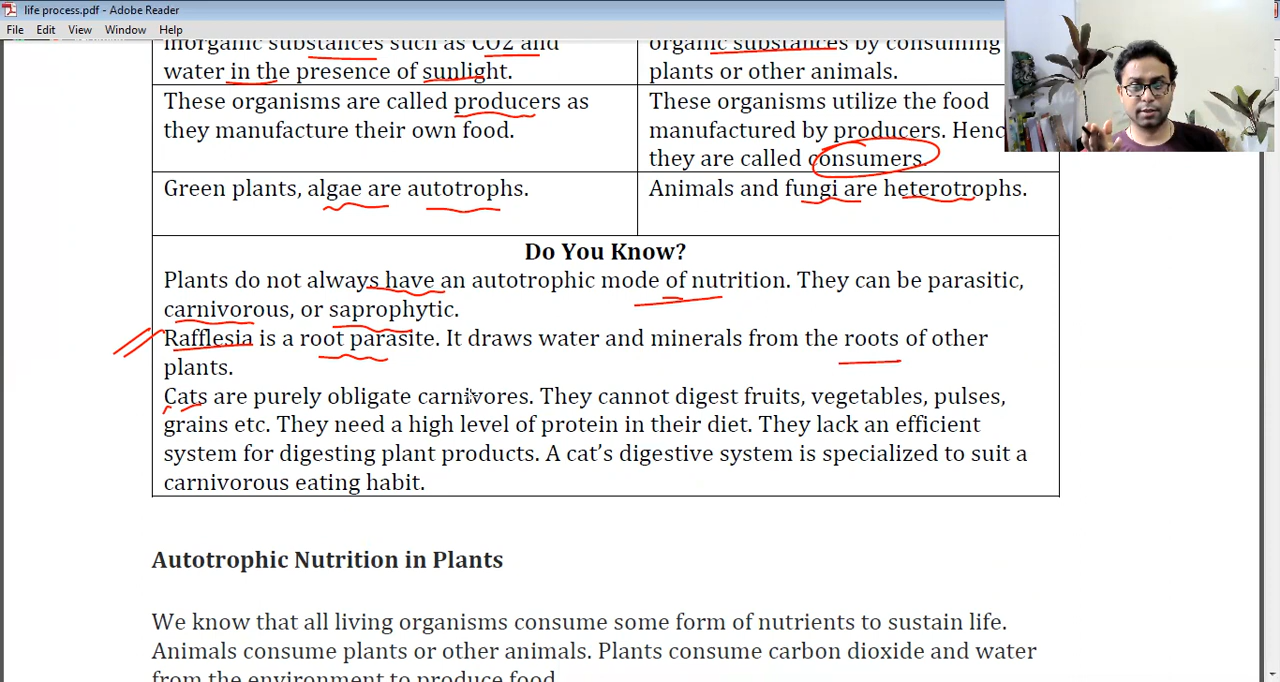 life process.pdf - Adobe Reader
File Edit View Window Help
inorganic substances such as CO2 and
water in the presence of sunlight.
organic substances by consuming
plants or other animals.
These organisms are called producers as
they manufacture their own food.
These organisms utilize the food
manufactured by producers. Henc
they are called consumers.
Green plants, algae are autotrophs.
Animals and fungi are heterotrophs.
Do You Know?
Plants do not always have an autotrophic mode of nutrition. They can be parasitic,
carnivorous, or saprophytic.
Rafflesia is a root parasite. It draws water and minerals from the roots of other
plants.
Cats are purely obligate carnivores. They cannot digest fruits, vegetables, pulses,
grains etc. They need a high level of protein in their diet. They lack an efficient
system for digesting plant products. A cat's digestive system is specialized to suit a
carnivorous eating habit.
Autotrophic Nutrition in Plants
We know that all living organisms consume some form of nutrients to sustain life.
Animals consume plants or other animals. Plants consume carbon dioxide and water
from the environment to produce food.